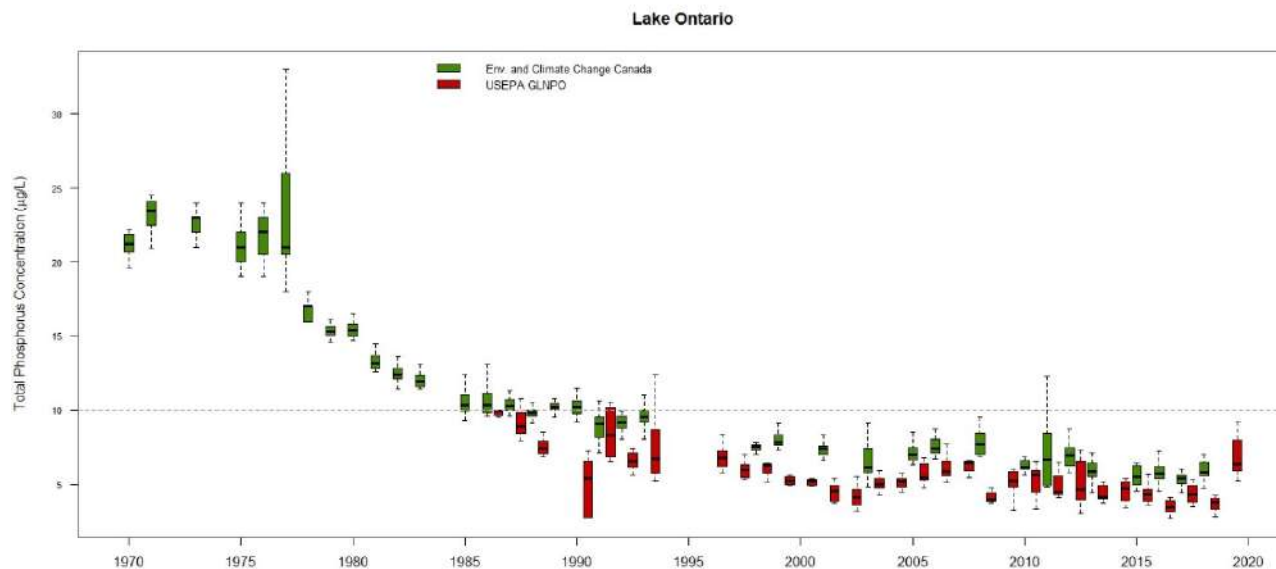 Lake Ontario
Env. and Climate Change Canada
USEPA GLNPO
Total Phosphorus Concentration (µg/L)
30
25
20
15
10
5
1970 1975 1980 1985 1990 1995 2000 2005 2010 2015 2020